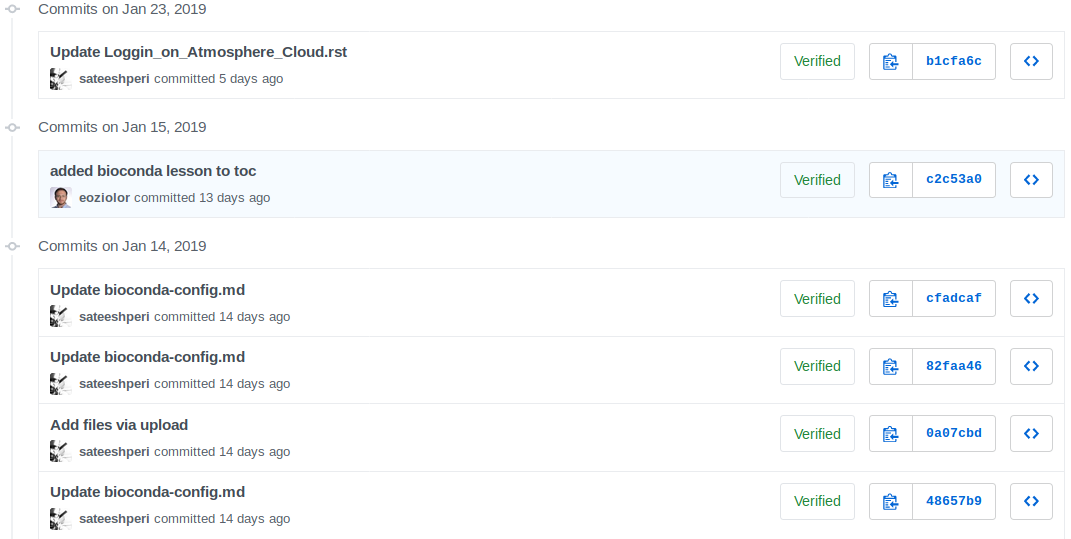 Commits on Jan 23, 2019
Update Loggin_on_Atmosphere_Cloud.rst
Verified
b1cfa6c
sateeshperi committed 5 days ago
Commits on Jan 15, 2019
added bioconda lesson to toc
Verified
c2c53a0
eoziolor committed 13 days ago
Commits on Jan 14, 2019
Update bioconda-config.md
Verified
cfadcaf
sateeshperi committed 14 days ago
Update bioconda-config.md
Verified
82faa46
sateeshperi committed 14 days ago
Add files via upload
Verified
0a07cbd
sateeshperi committed 14 days ago
Update bioconda-config.md
Verified
48657b9
sateeshperi committed 14 days ago